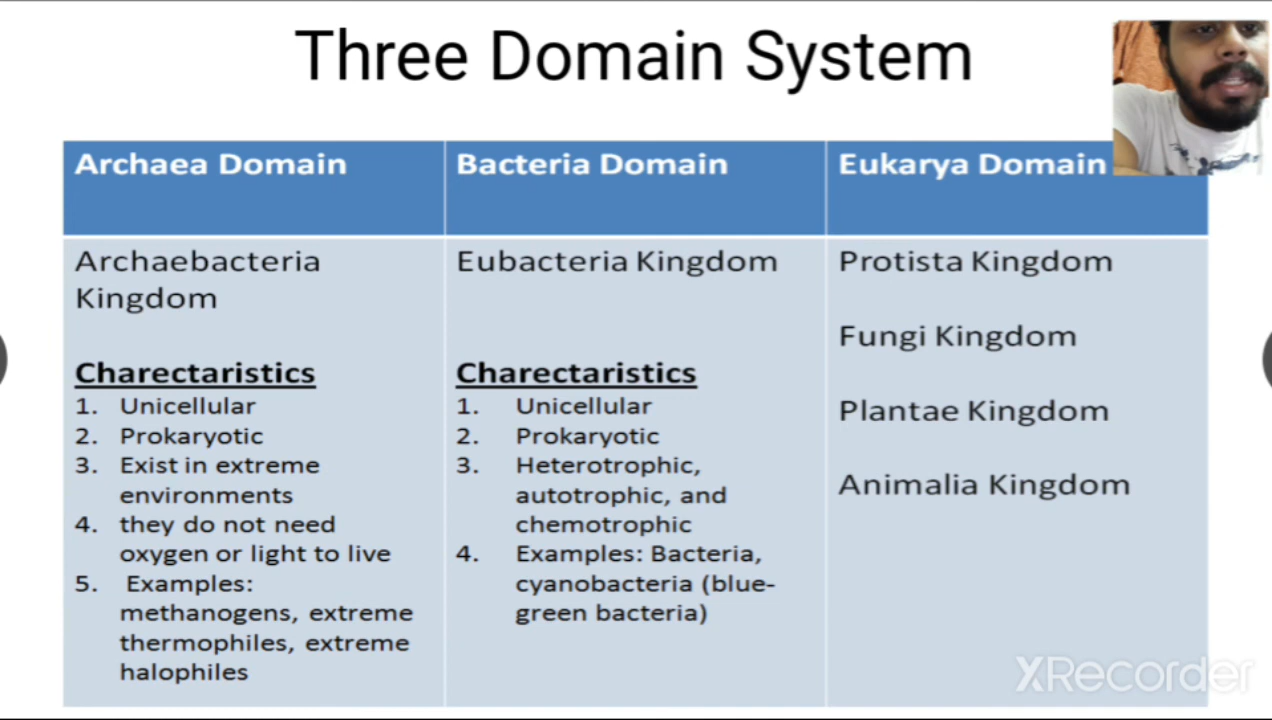 Three Domain System
Archaea Domain
Bacteria Domain
Eukarya Domain
Archaebacteria
Kingdom
Charectaristics
1. Unicellular
2. Prokaryotic
3. Exist in extreme
environments
4. they do not need
oxygen or light to live
5. Examples:
methanogens, extreme
thermophiles, extreme
halophiles
Eubacteria Kingdom
Charectaristics
1. Unicellular
2. Prokaryotic
3. Heterotrophic,
autotrophic, and
chemotrophic
4. Examples: Bacteria,
cyanobacteria (blue-
green bacteria)
Protista Kingdom
Fungi Kingdom
Plantae Kingdom
Animalia Kingdom
XRecorder